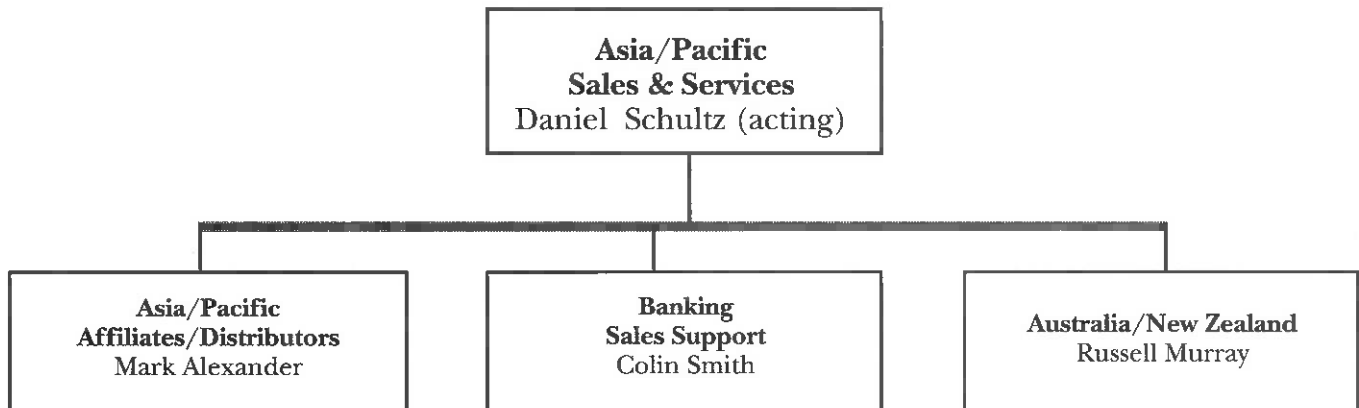 Asia/Pacific
Sales & Services
Daniel Schultz (acting)
Asia/Pacific
Affiliates/Distributors
Mark Alexander
Banking
Sales Support
Colin Smith
Australia/New Zealand
Russell Murray